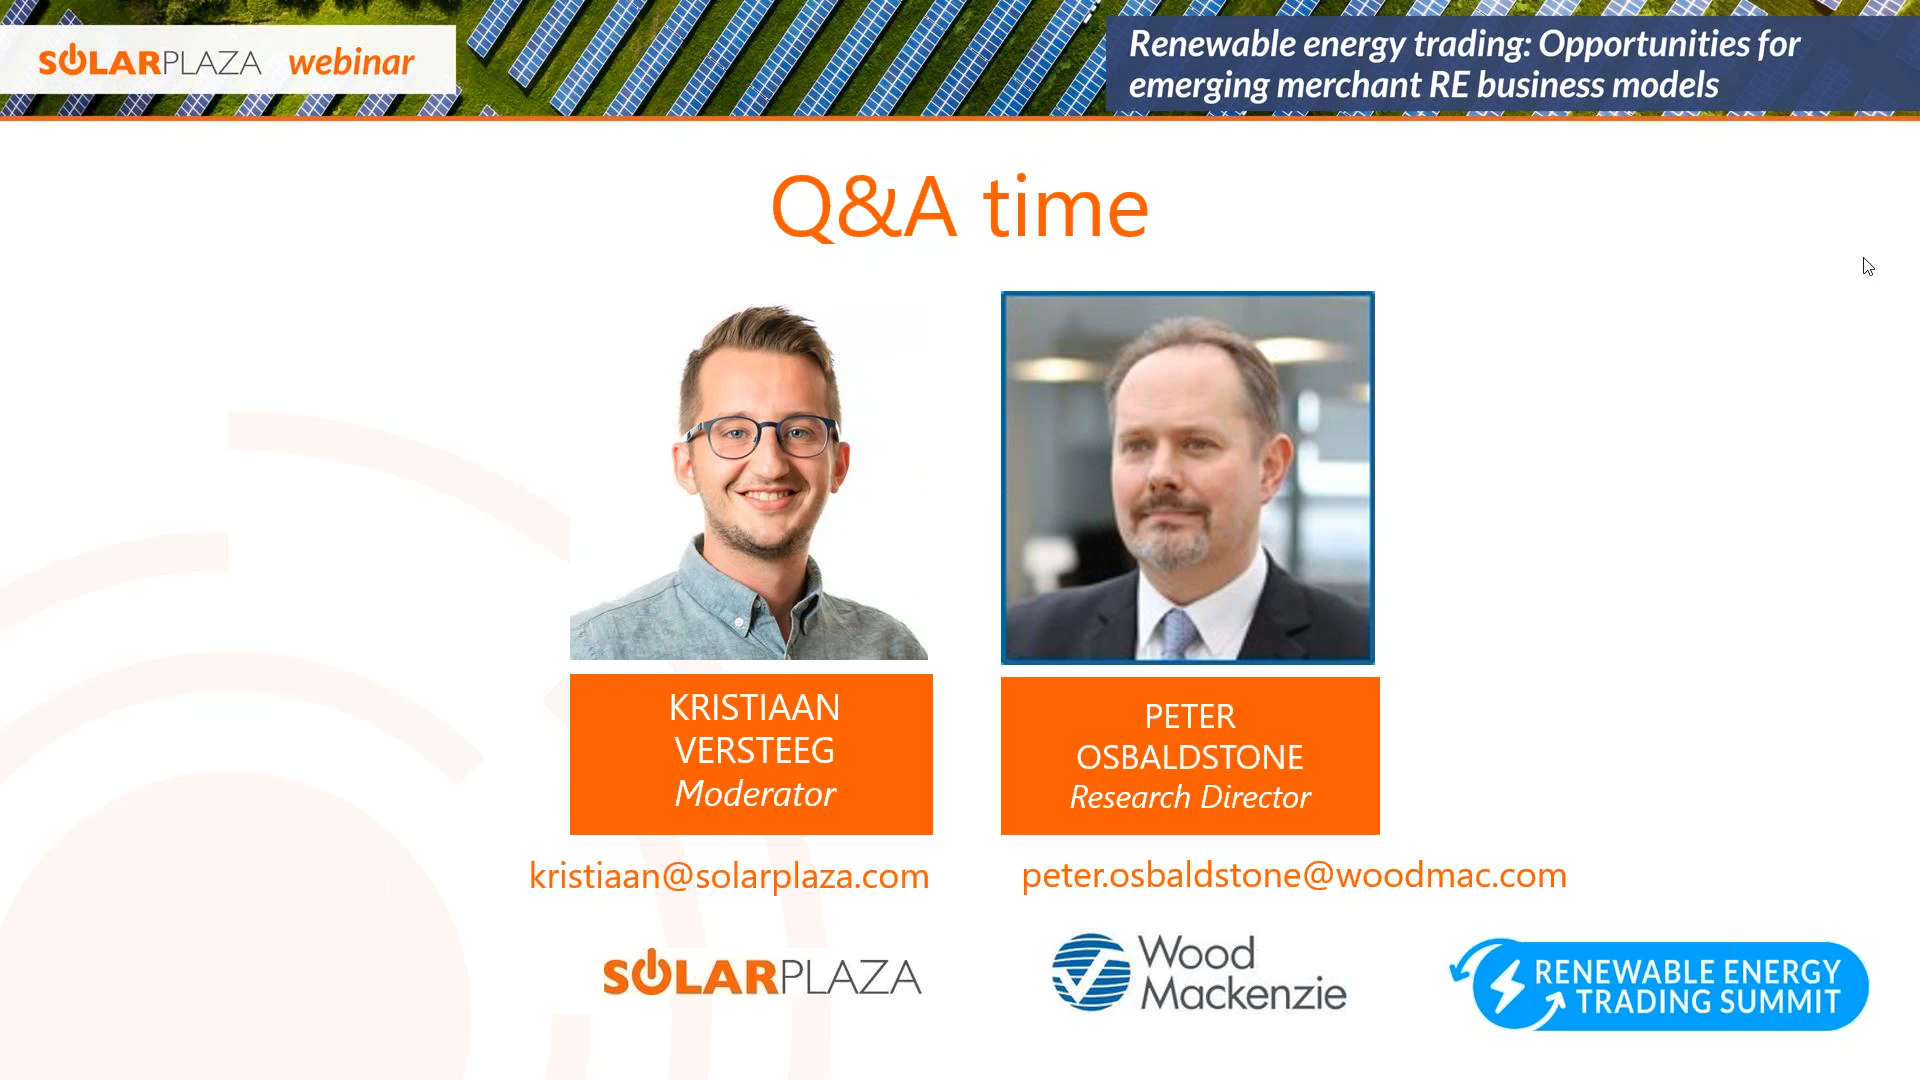 SOLARPLAZA webinar
Renewable energy trading: Opportunities for
emerging merchant RE business models
Q&A time
KRISTIAAN
VERSTEEG
Moderator
kristiaan@solarplaza.com
PETER
OSBALDSTONE
Research Director
peter.osbaldstone@woodmac.com
SOLARPLAZA
Wood
Mackenzie
RENEWABLE ENERGY
TRADING SUMMIT